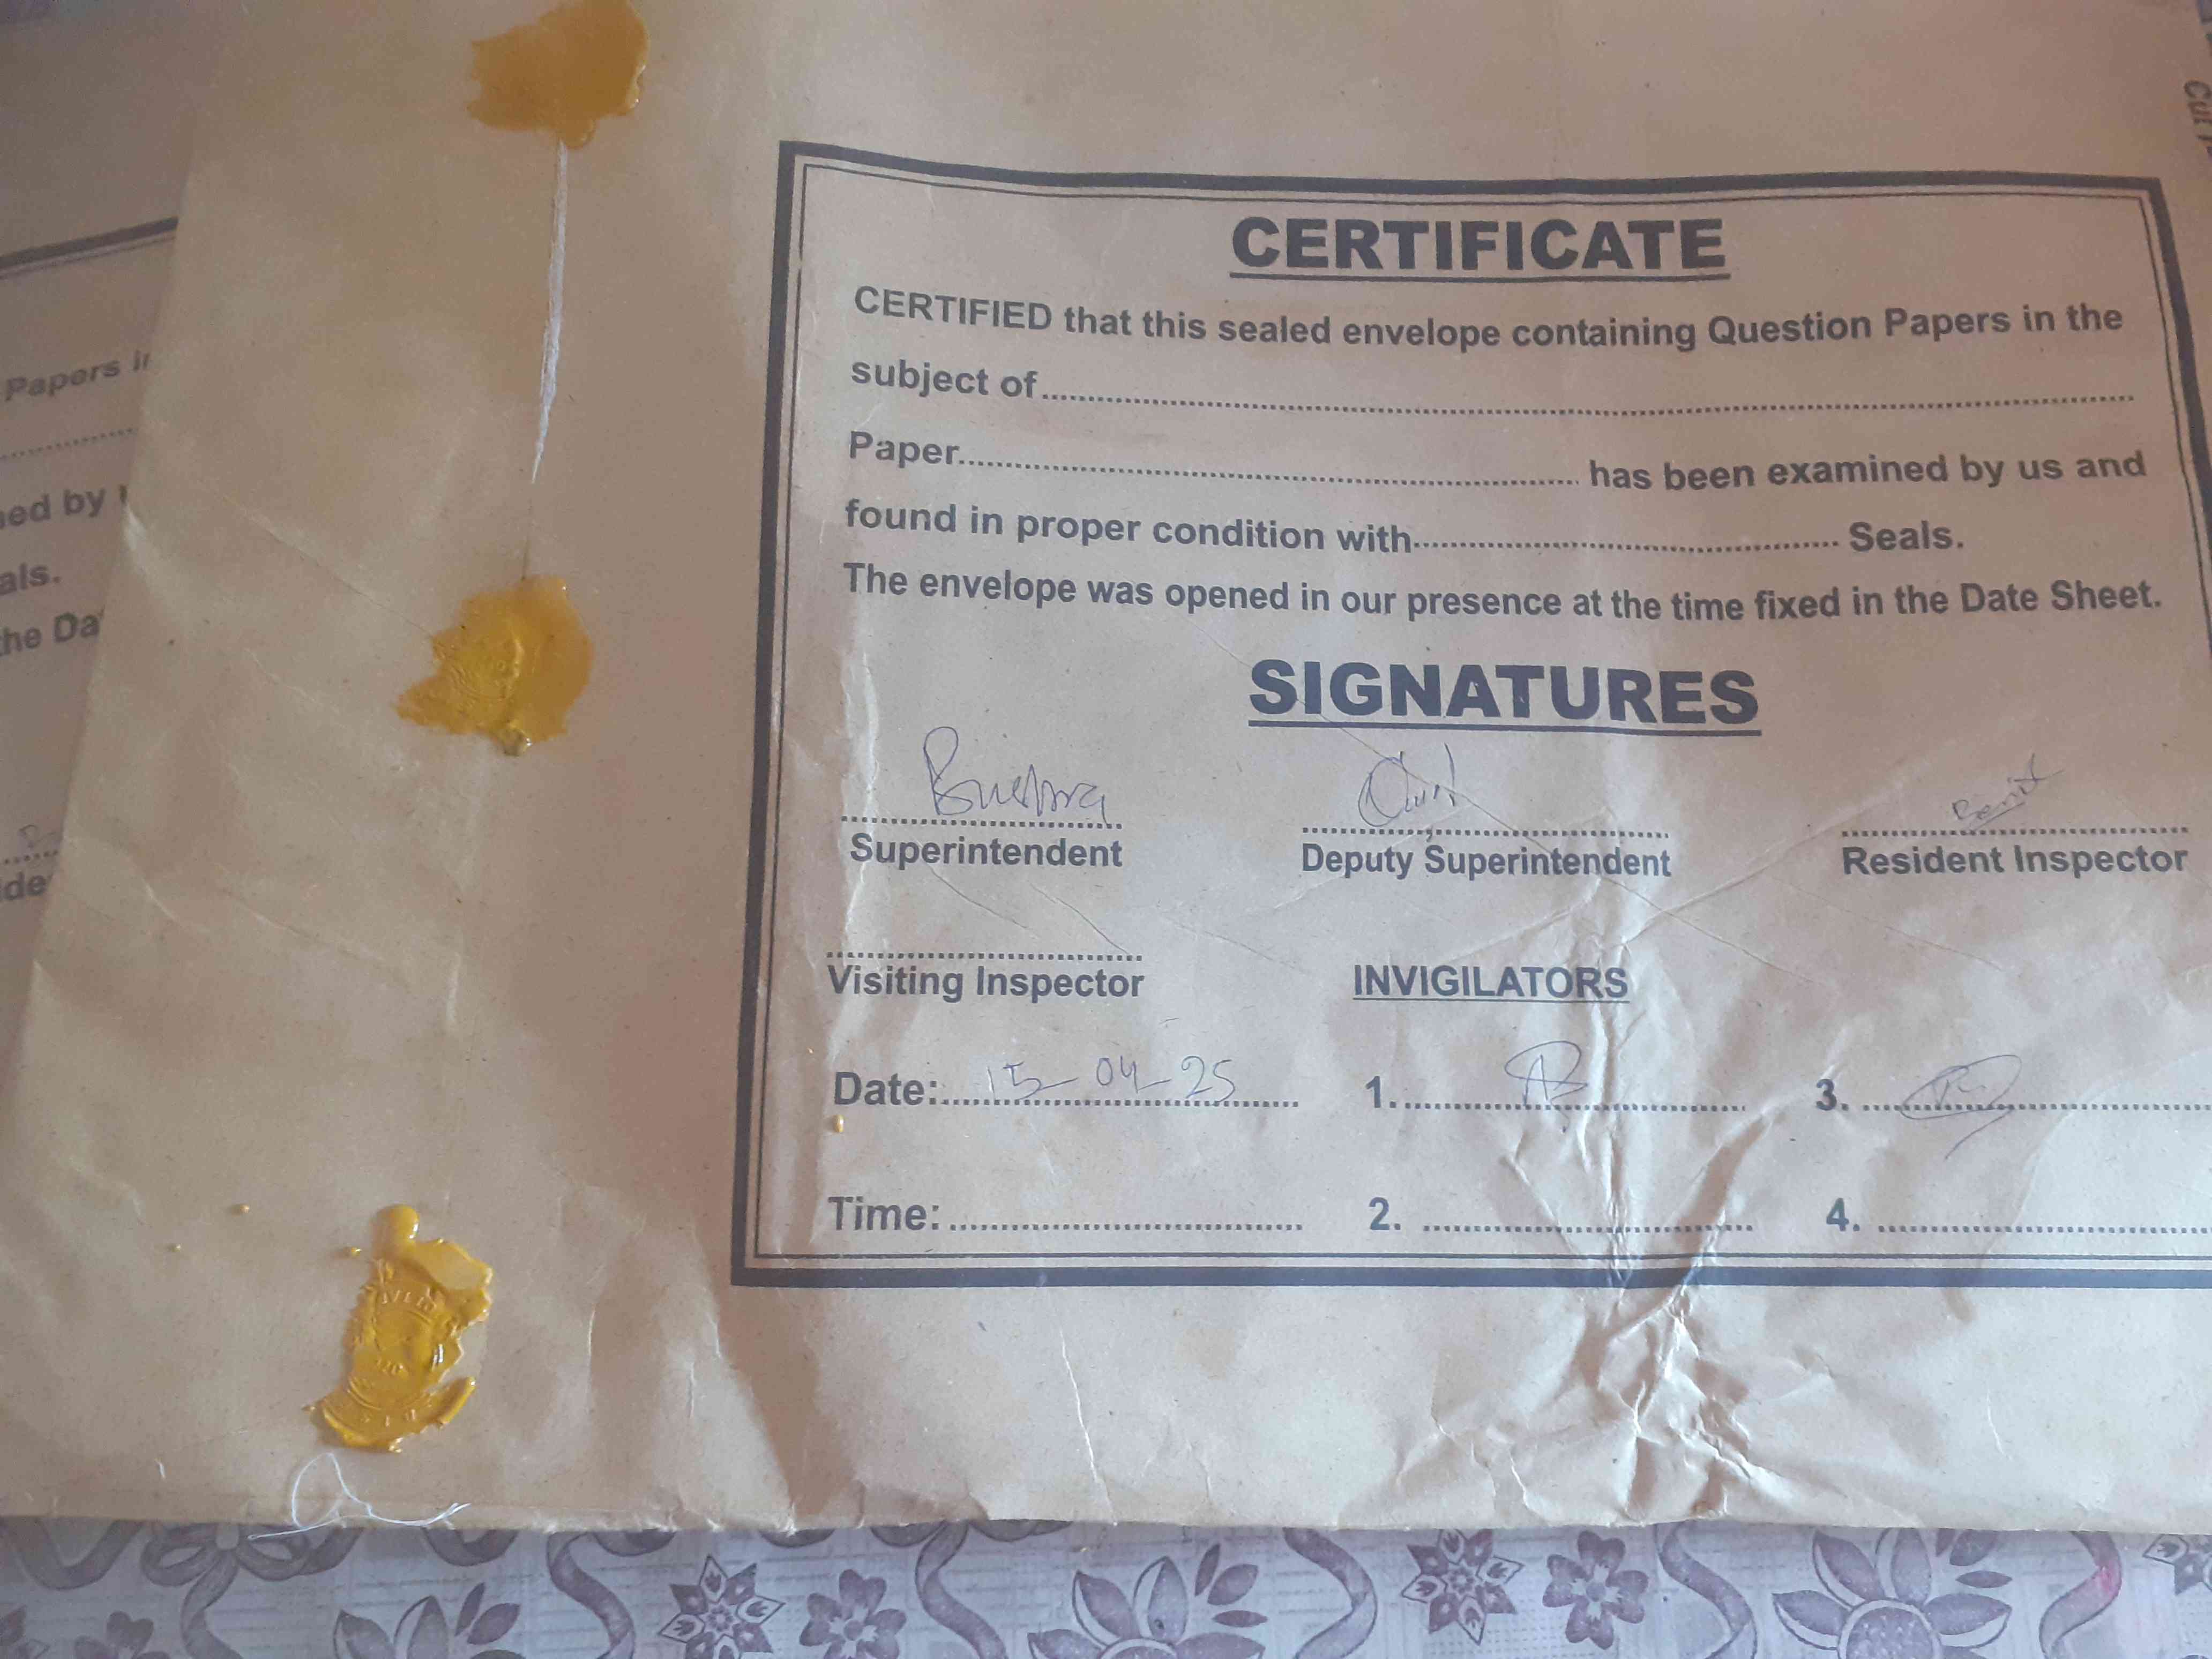 CERTIFICATE
CERTIFIED that this sealed envelope containing Question Papers in the
subject of
Paper has been examined by us and
found in proper condition with Seals.
The envelope was opened in our presence at the time fixed in the Date Sheet.
SIGNATURES
Bushra
Superintendent Deputy Superintendent Resident Inspector
Visiting Inspector INVIGILATORS
Date: 15-04-25 1. 3.
Time: 2. 4.
Papers
ed by
als.
he Da
de